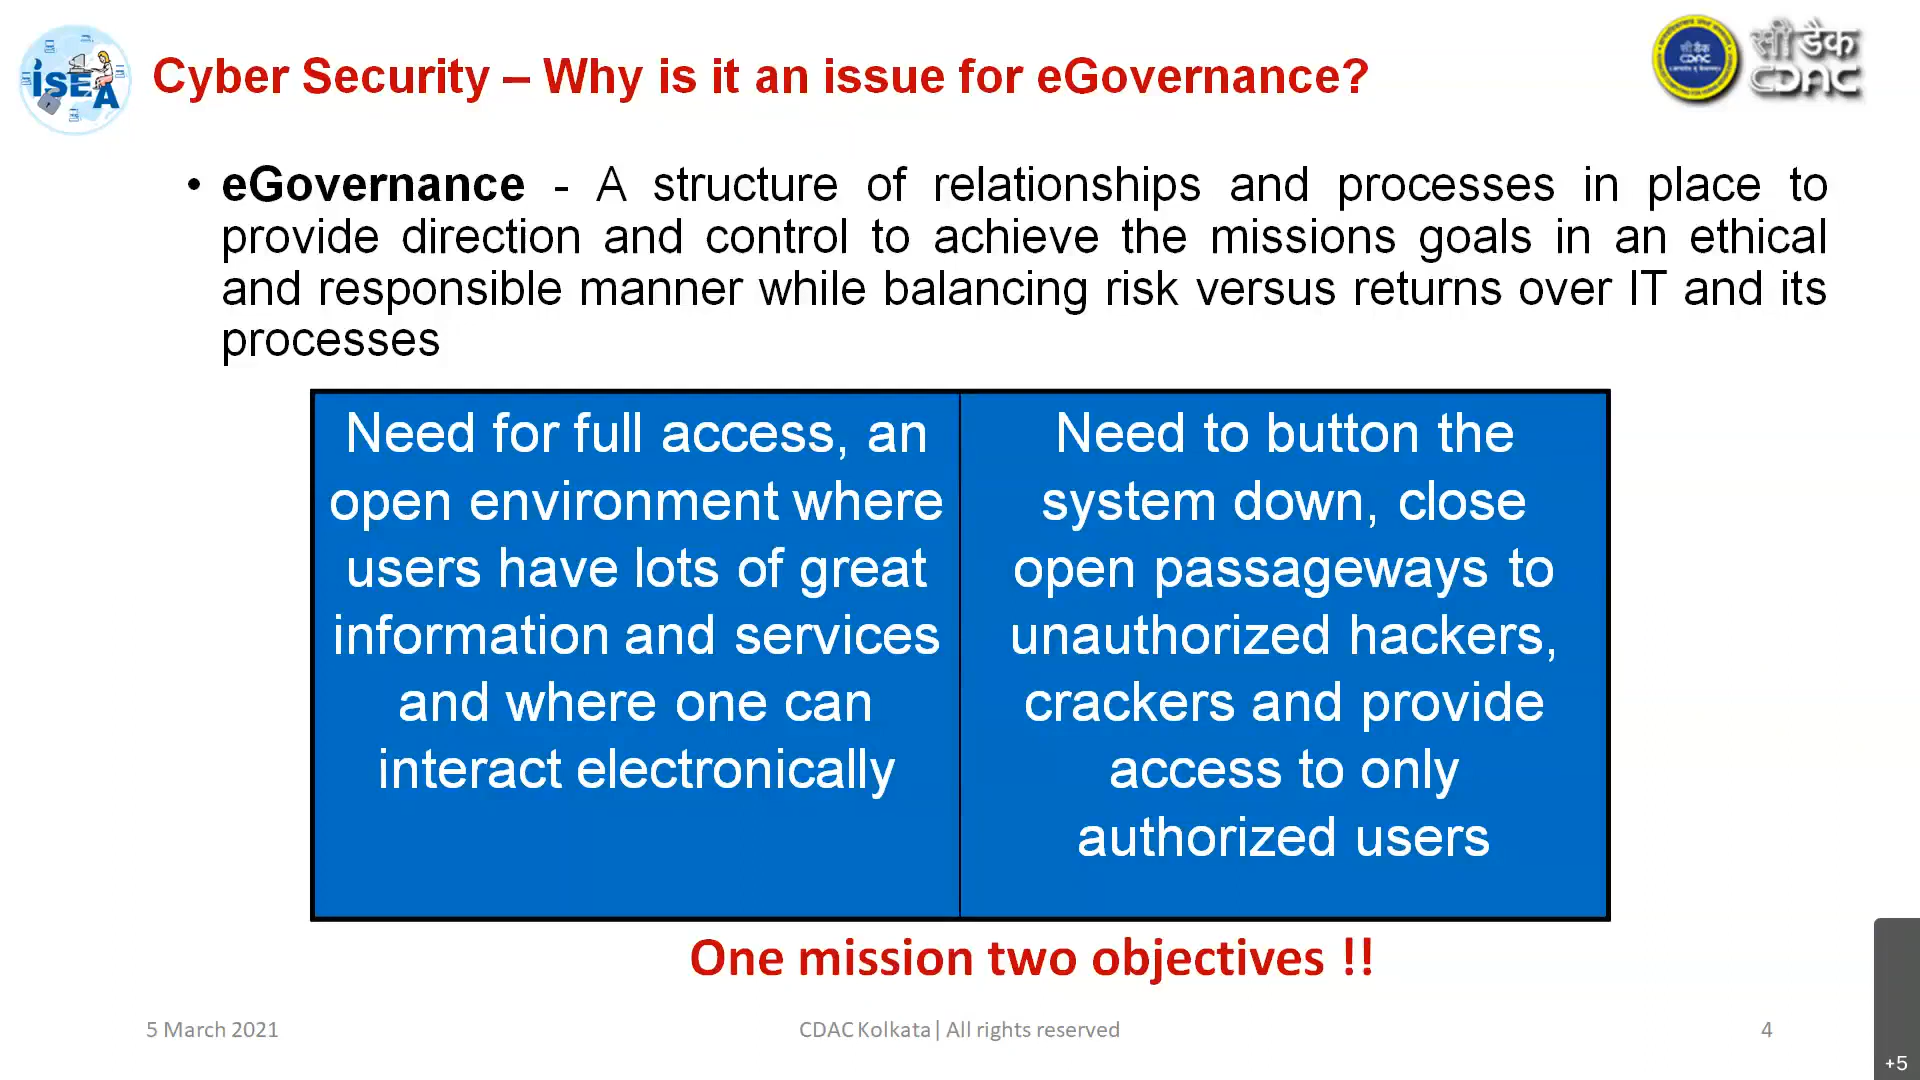 iSEA
Cyber Security – Why is it an issue for eGovernance?
सी डैक
CDAC
सी डैक
CDAC
• eGovernance - A structure of relationships and processes in place to
provide direction and control to achieve the missions goals in an ethical
and responsible manner while balancing risk versus returns over IT and its
processes
Need for full access, an
open environment where
users have lots of great
information and services
and where one can
interact electronically
Need to button the
system down, close
open passageways to
unauthorized hackers,
crackers and provide
access to only
authorized users
One mission two objectives !!
5 March 2021
CDAC Kolkata| All rights reserved
4
+5